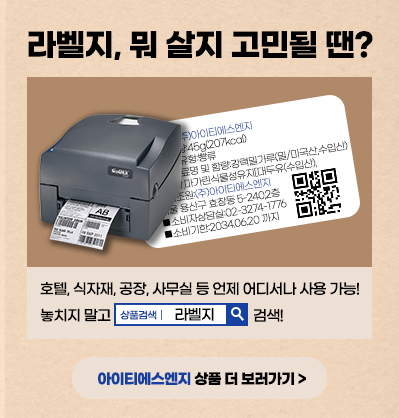 라벨지, 뭐 살지 고민될 땐?
주)아이티에스엔지
45g(207kcal)
유형:빵류
료명 및 함량:강력밀가루(밀/미국산,수입산)
마가린식물성유지(대두유(수입산),
조원:(주)아이티에스엔지
용산구 효창동 5-240,2층
■소비자상담실:02-3274-1776
■소비기한:2034.06.20 까지
GoDEX
AB
호텔, 식자재, 공장, 사무실 등 언제 어디서나 사용 가능!
놓치지 말고 상품검색 | 라벨지 검색!
아이티에스엔지 상품 더 보러가기 >